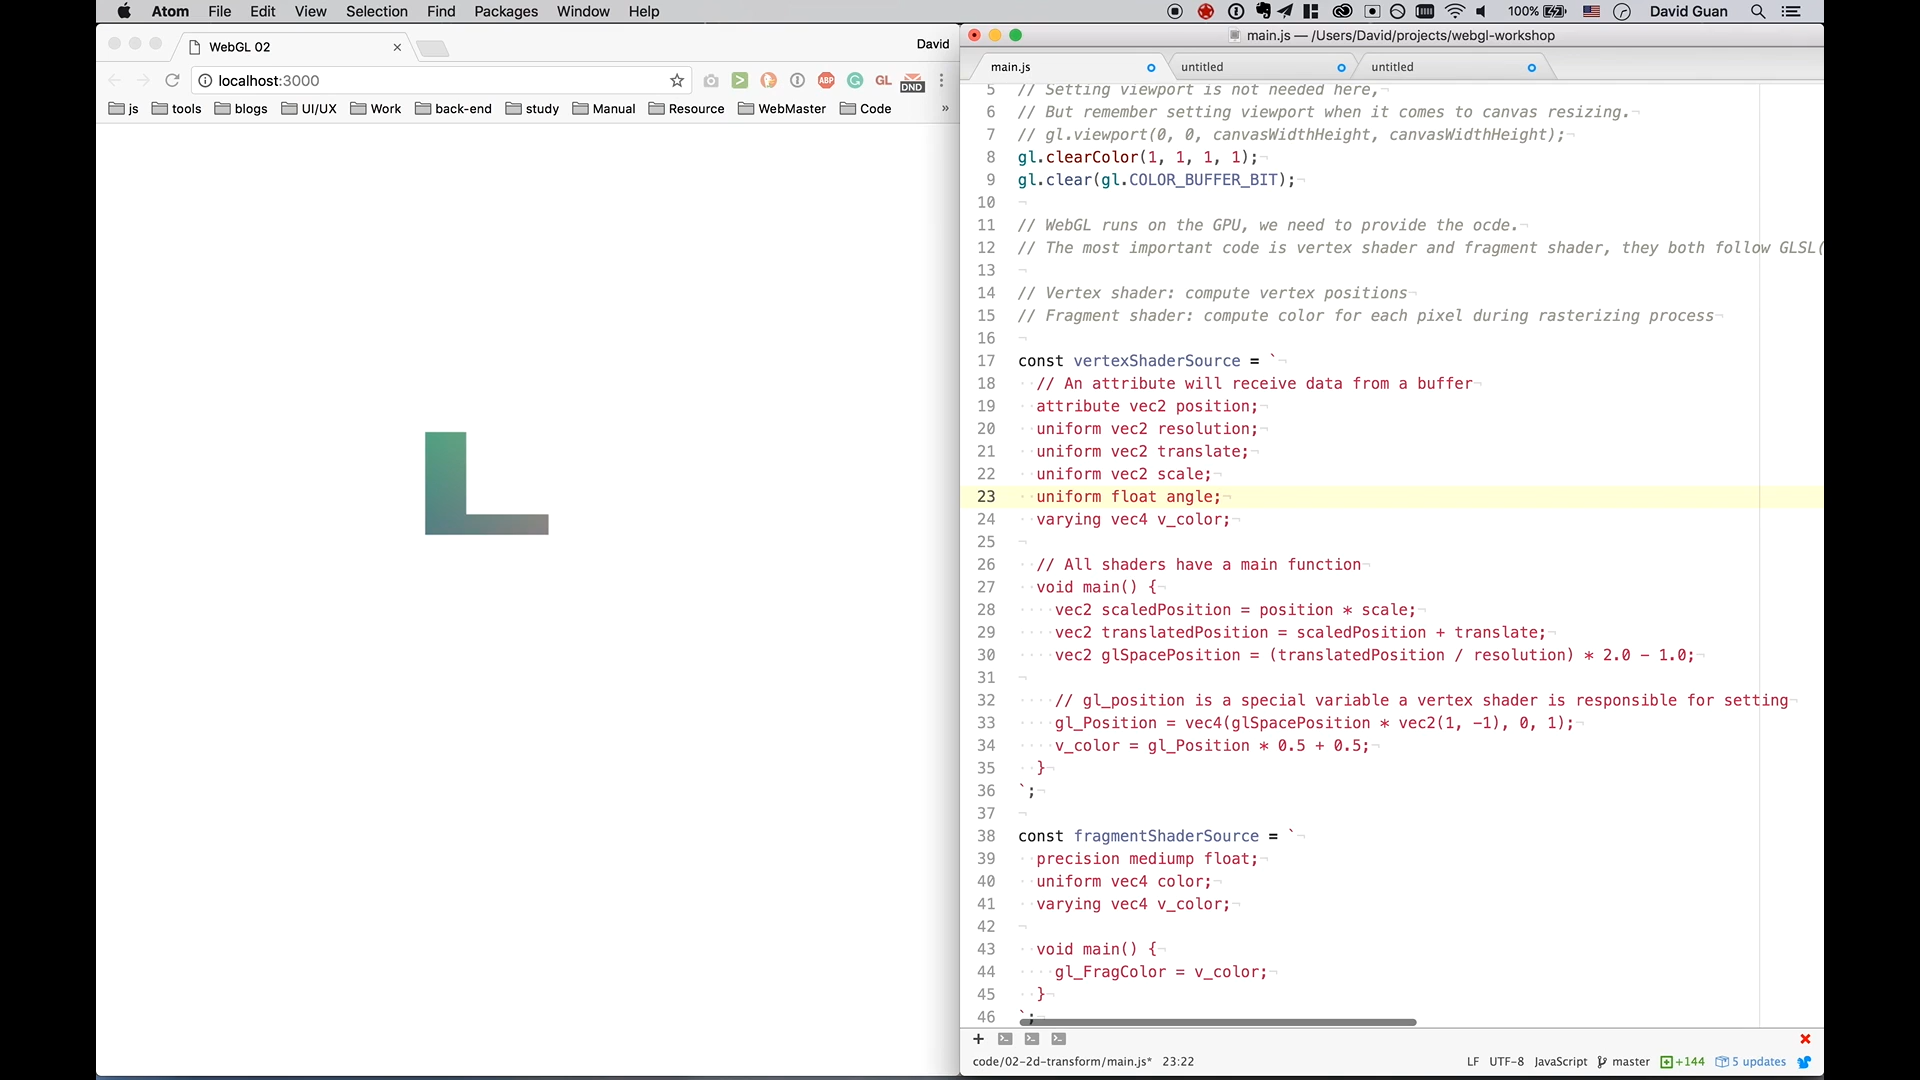 Atom File Edit View Selection Find Packages Window Help 100% David Guan
WebGL 02
David
localhost:3000
ABP GL DND
js tools blogs UI/UX Work back-end study Manual Resource WebMaster Code »
main.js — /Users/David/projects/webgl-workshop
main.js untitled untitled
5 // Setting viewport is not needed here,
6 // But remember setting viewport when it comes to canvas resizing.
7 // gl.viewport(0, 0, canvasWidthHeight, canvasWidthHeight);
8 gl.clearColor(1, 1, 1, 1);
9 gl.clear(gl.COLOR_BUFFER_BIT);
10
11 // WebGL runs on the GPU, we need to provide the ocde.
12 // The most important code is vertex shader and fragment shader, they both follow GLSL(
13
14 // Vertex shader: compute vertex positions
15 // Fragment shader: compute color for each pixel during rasterizing process
16
17 const vertexShaderSource = `
18 // An attribute will receive data from a buffer
19 attribute vec2 position;
20 uniform vec2 resolution;
21 uniform vec2 translate;
22 uniform vec2 scale;
23 uniform float angle;
24 varying vec4 v_color;
25
26 // All shaders have a main function
27 void main() {
28 vec2 scaledPosition = position * scale;
29 vec2 translatedPosition = scaledPosition + translate;
30 vec2 glSpacePosition = (translatedPosition / resolution) * 2.0 - 1.0;
31
32 // gl_position is a special variable a vertex shader is responsible for setting
33 gl_Position = vec4(glSpacePosition * vec2(1, -1), 0, 1);
34 v_color = gl_Position * 0.5 + 0.5;
35 }
36 `;
37
38 const fragmentShaderSource = `
39 precision mediump float;
40 uniform vec4 color;
41 varying vec4 v_color;
42
43 void main() {
44 gl_FragColor = v_color;
45 }
46 `;
code/02-2d-transform/main.js* 23:22 LF UTF-8 JavaScript master +144 5 updates